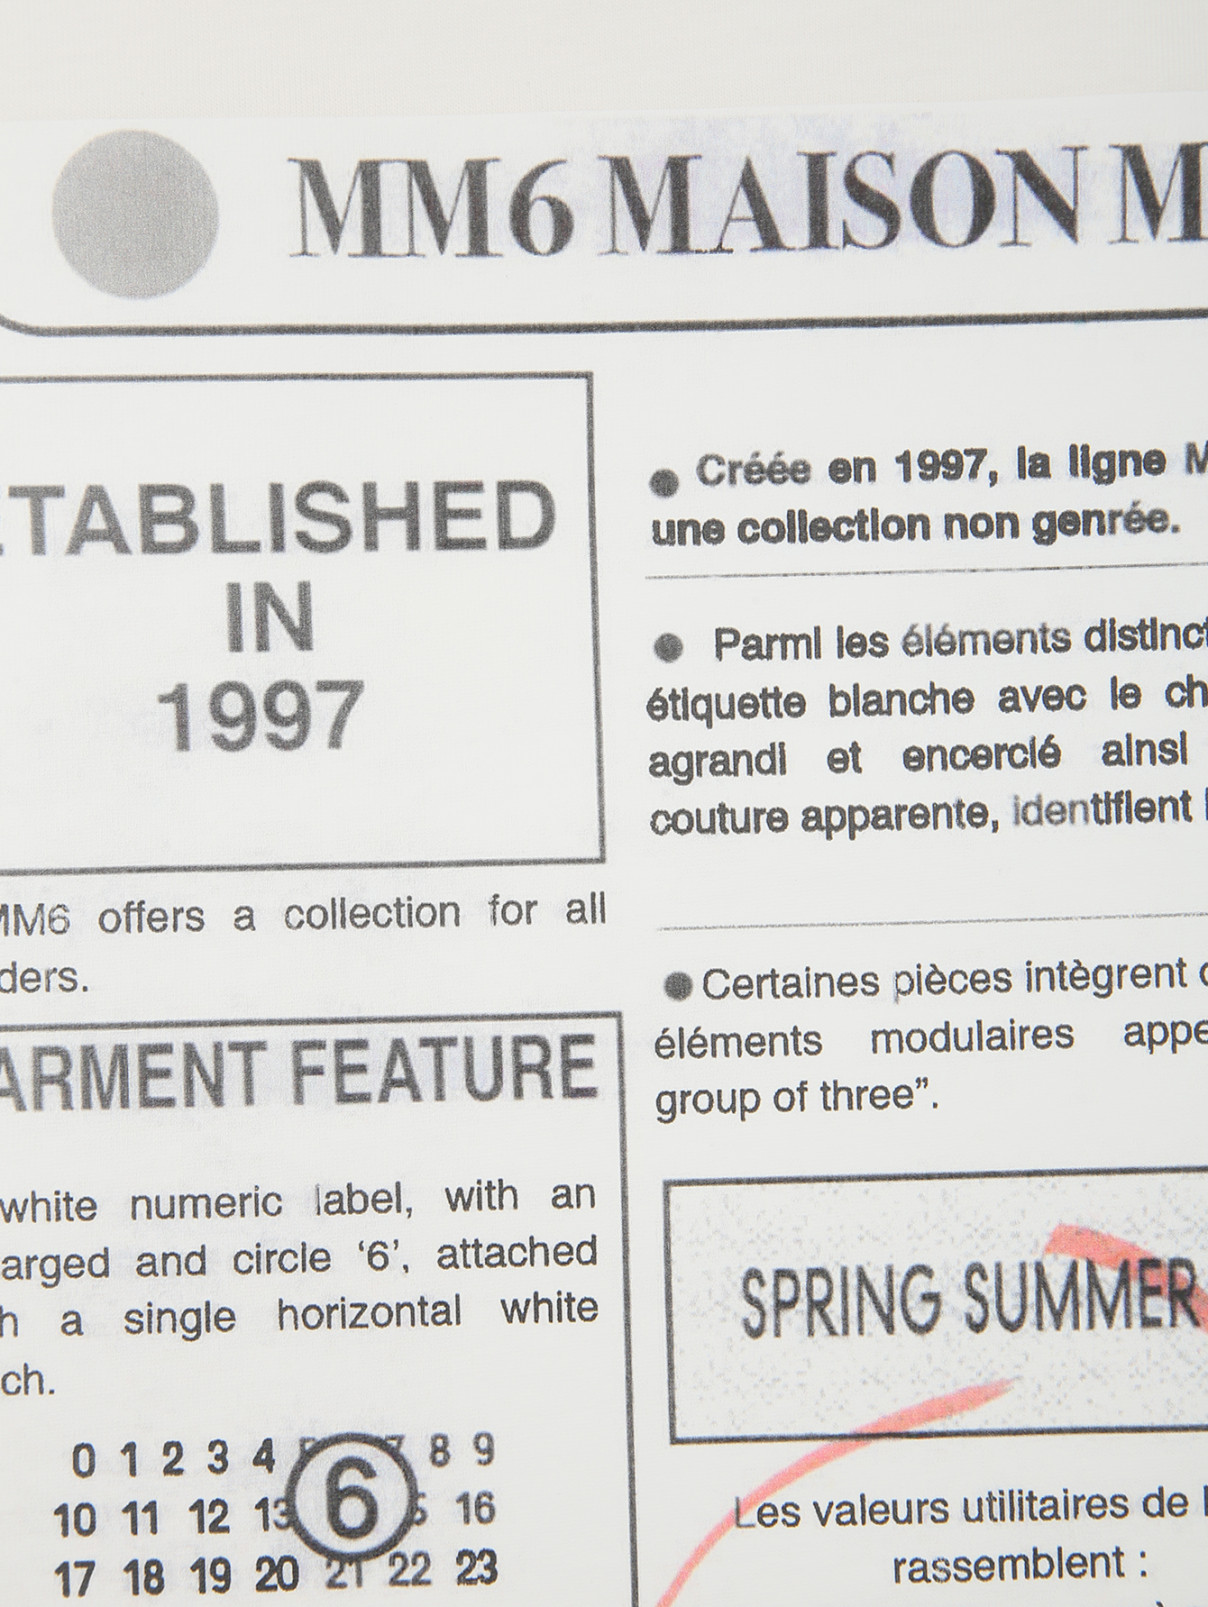 MM6 MAISON M
TABLISHED
IN
1997
MM6 offers a collection for all
ders.
ARMENT FEATURE
white numeric label, with an
arged and circle ‘6’, attached
h a single horizontal white
ch.
0 1 2 3 4 6 7 8 9
10 11 12 13 16
17 18 19 20 21 22 23
● Créée en 1997, la ligne M
une collection non genrée.
● Parmi les éléments distinct
étiquette blanche avec le ch
agrandi et encerclé ainsi
couture apparente, identifient
● Certaines pièces intègrent
éléments modulaires appe
group of three”.
SPRING SUMMER
Les valeurs utilitaires de
rassemblent :